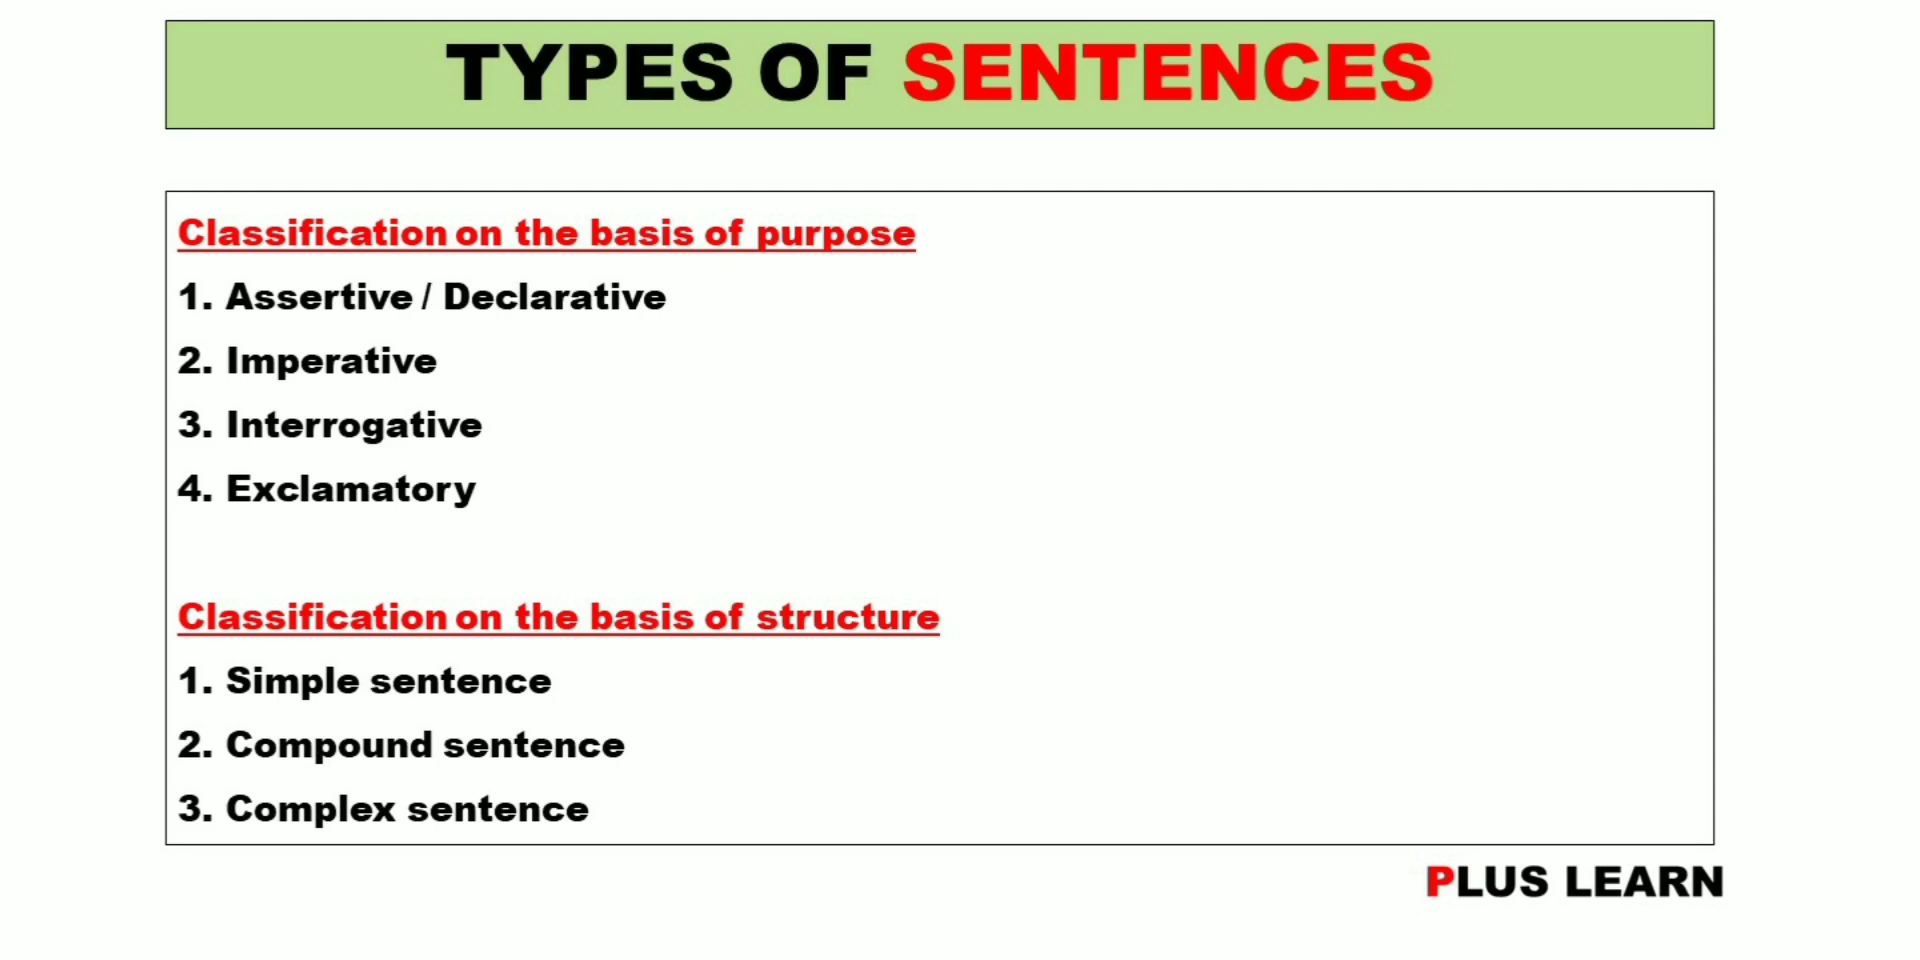 TYPES OF SENTENCES
Classification on the basis of purpose
1. Assertive / Declarative
2. Imperative
3. Interrogative
4. Exclamatory
Classification on the basis of structure
1. Simple sentence
2. Compound sentence
3. Complex sentence
PLUS LEARN